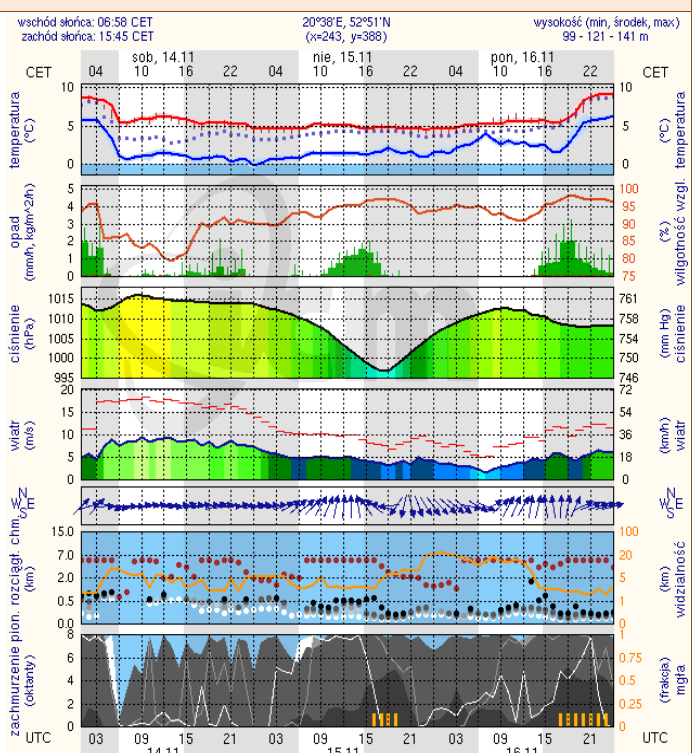 wschód słońca: 06:58 CET 20°38'E, 52°51'N wysokość (min, środek, max)
zachód słońca: 15:45 CET (x=243, y=388) 99 - 121 - 141 m
sob, 14.11 nie, 15.11 pon, 16.11
CET 04 10 16 22 04 10 16 22 04 10 16 22 CET
temperatura (°C) 10 5 0 10 5 0 (°C) temperatura
opad (mm/h, kg/m^2/h) 5 4 3 2 1 0 100 95 90 85 80 75 (%) wilgotność wzgl.
ciśnienie (hPa) 1015 1010 1005 1000 995 761 758 754 750 746 (mm Hg) ciśnienie
wiatr (m/s) 20 15 10 5 0 72 54 36 18 0 (km/h) wiatr
N W E S N W E S
pion. rozciągł. chm. (km) 15.0 7.0 2.0 0.5 0.0 100 20 5 1 0 (km) widzialność
zachmurzenie (oktanty) 8 6 4 2 0 1 0.75 0.5 0.25 0 (frakcja) mgła
UTC 03 09 15 21 03 09 15 21 03 09 15 21 UTC
14.11 15.11 16.11